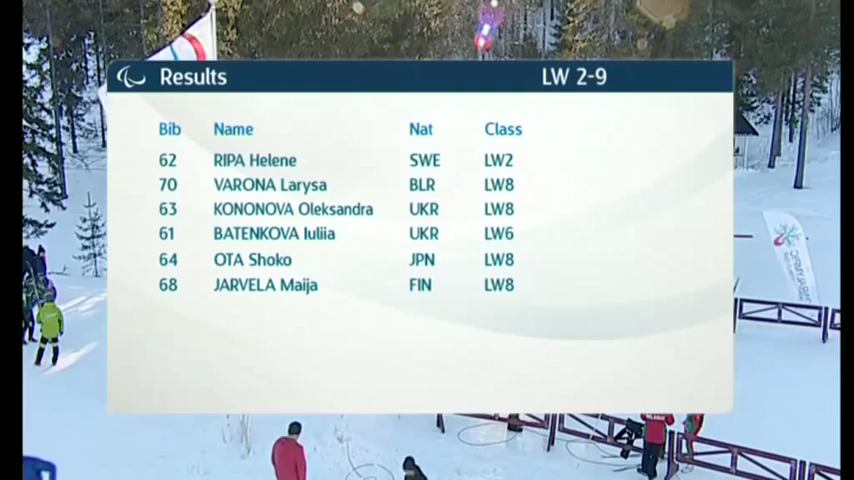 Results LW 2-9
Bib Name Nat Class
62 RIPA Helene SWE LW2
70 VARONA Larysa BLR LW8
63 KONONOVA Oleksandra UKR LW8
61 BATENKOVA Iuliia UKR LW6
64 OTA Shoko JPN LW8
68 JARVELA Maija FIN LW8